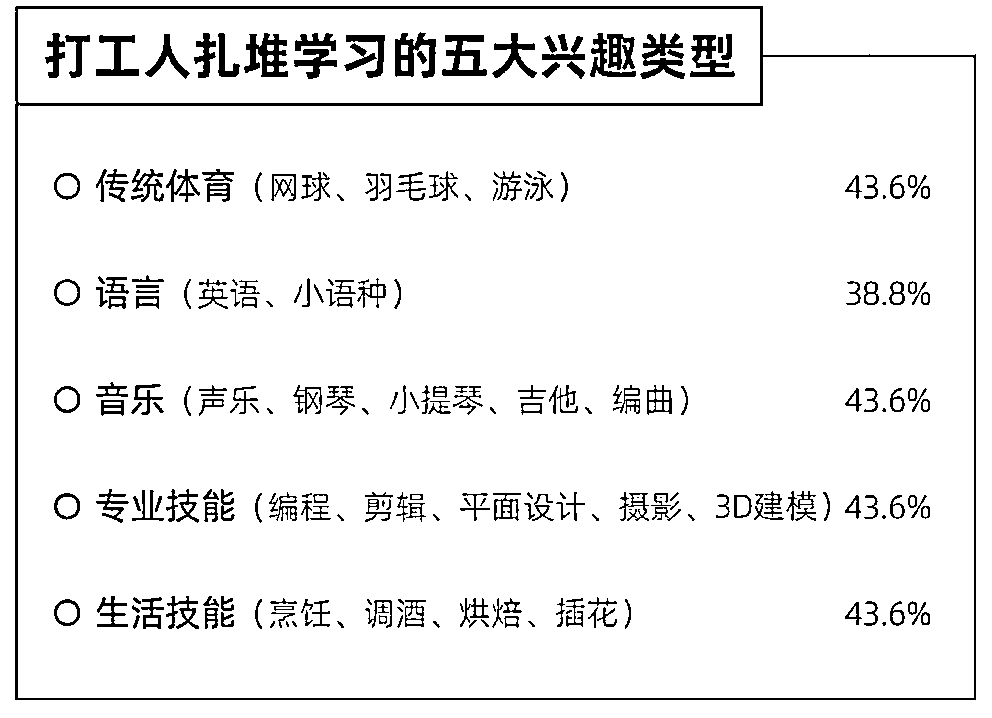 打工人扎堆学习的五大兴趣类型
传统体育（网球、羽毛球、游泳） 43.6%
语言（英语、小语种） 38.8%
音乐（声乐、钢琴、小提琴、吉他、编曲） 43.6%
专业技能（编程、剪辑、平面设计、摄影、3D建模） 43.6%
生活技能（烹饪、调酒、烘焙、插花） 43.6%